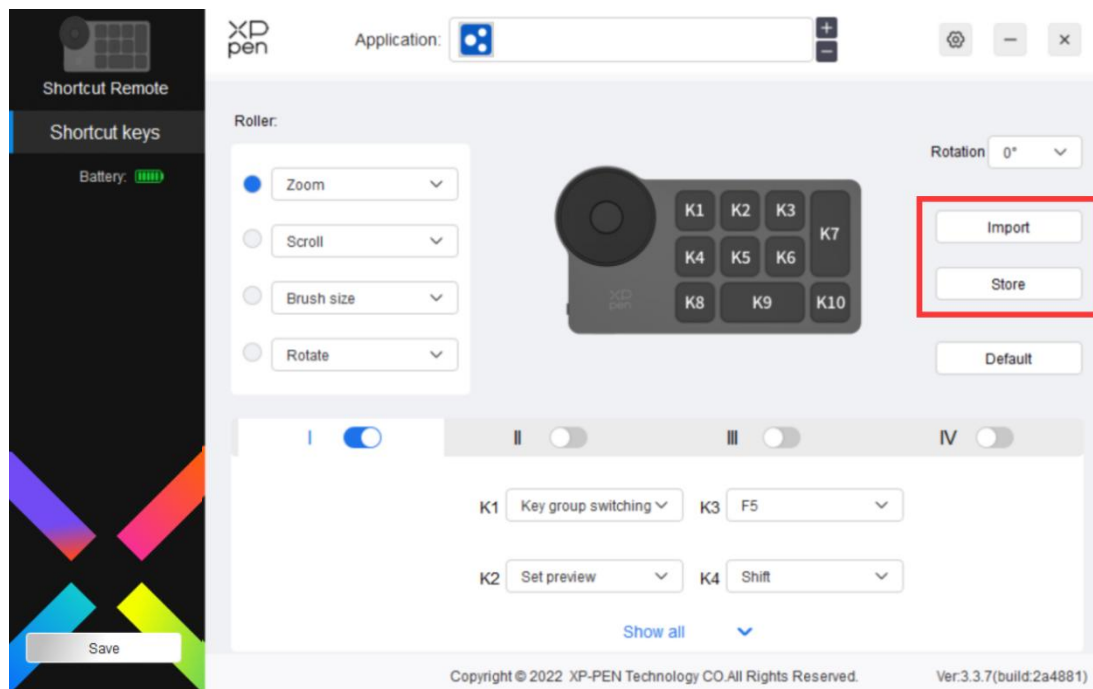 Shortcut Remote
Shortcut keys
Battery:
Save
XP
pen
Application:
+
−
Roller:
Zoom
Scroll
Brush size
Rotate
K1 K2 K3
K7
K4 K5 K6
K8 K9 K10
XP
pen
Rotation 0°
Import
Store
Default
I II III IV
K1 Key group switching K3 F5
K2 Set preview K4 Shift
Show all
Copyright © 2022 XP-PEN Technology CO.All Rights Reserved. Ver:3.3.7(build:2a4881)